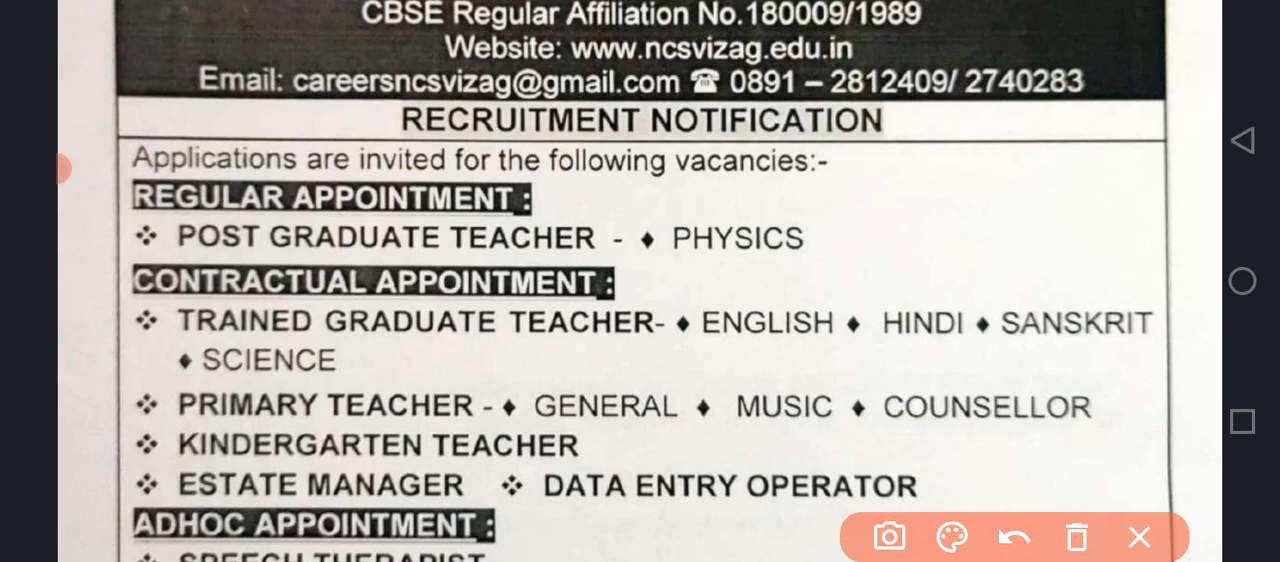 CBSE Regular Affiliation No.180009/1989
Website: www.ncsvizag.edu.in
Email: careersncsvizag@gmail.com ☎ 0891 – 2812409/ 2740283
RECRUITMENT NOTIFICATION
Applications are invited for the following vacancies:-
REGULAR APPOINTMENT :
❖ POST GRADUATE TEACHER - ♦ PHYSICS
CONTRACTUAL APPOINTMENT :
❖ TRAINED GRADUATE TEACHER- ♦ ENGLISH ♦ HINDI ♦ SANSKRIT
♦ SCIENCE
❖ PRIMARY TEACHER - ♦ GENERAL ♦ MUSIC ♦ COUNSELLOR
❖ KINDERGARTEN TEACHER
❖ ESTATE MANAGER ❖ DATA ENTRY OPERATOR
ADHOC APPOINTMENT :
❖ SPEECH THERAPIST